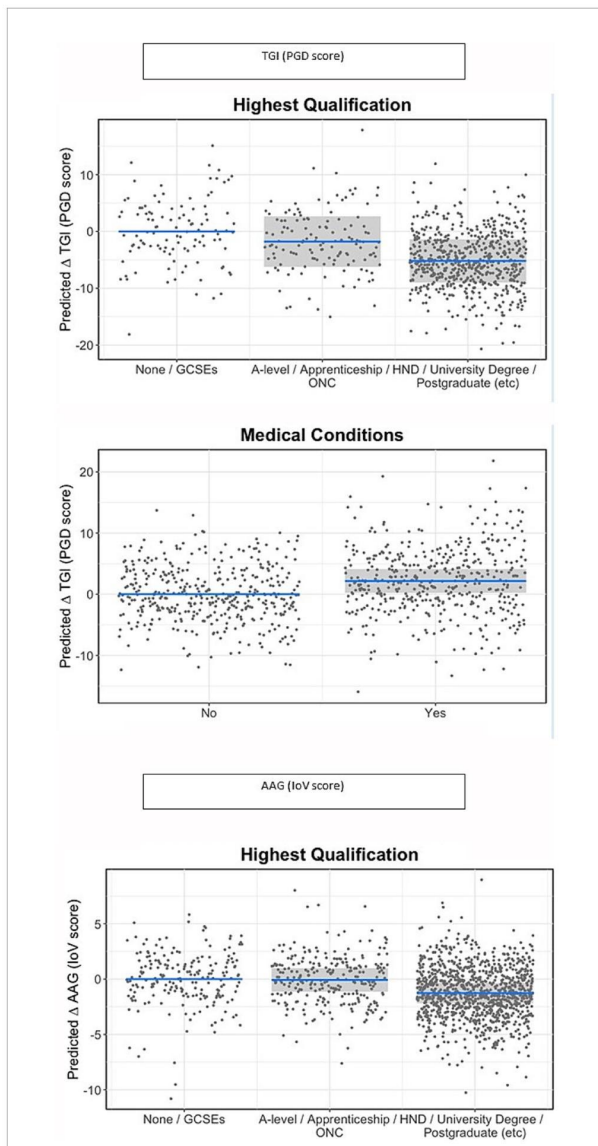 TGI (PGD score)
Highest Qualification
Predicted Δ TGI (PGD score)
10
0
-10
-20
None / GCSEs
A-level / Apprenticeship /
ONC
HND / University Degree /
Postgraduate (etc)
Medical Conditions
Predicted Δ TGI (PGD score)
20
10
0
-10
No
Yes
AAG (IoV score)
Highest Qualification
Predicted Δ AAG (IoV score)
5
0
-5
-10
None / GCSEs
A-level / Apprenticeship /
ONC
HND / University Degree /
Postgraduate (etc)